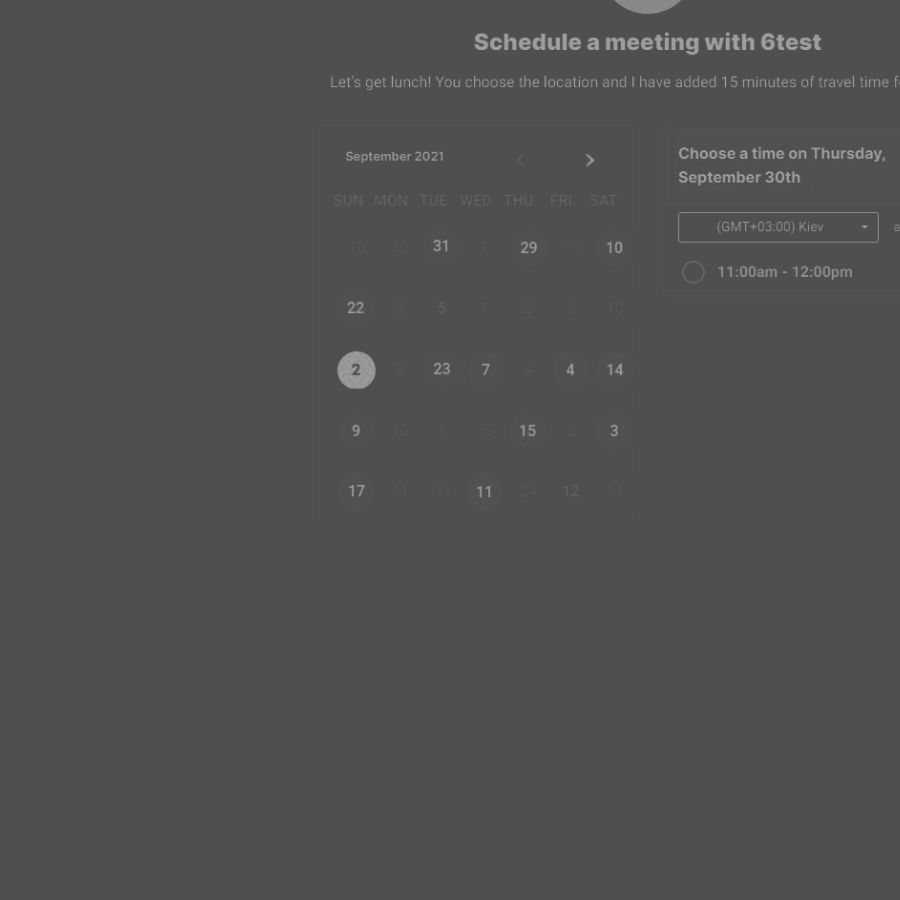 Schedule a meeting with 6test
Let's get lunch! You choose the location and I have added 15 minutes of travel time
September 2021
SUN MON TUE WED THU FRI SAT
10 30 31 1 29 11 10
22 5 1 2 9 10
2 9 23 7 4 4 14
9 10 1 30 15 2 3
17 11 11 11 24 12
Choose a time on Thursday,
September 30th
(GMT+03:00) Kiev
11:00am - 12:00pm